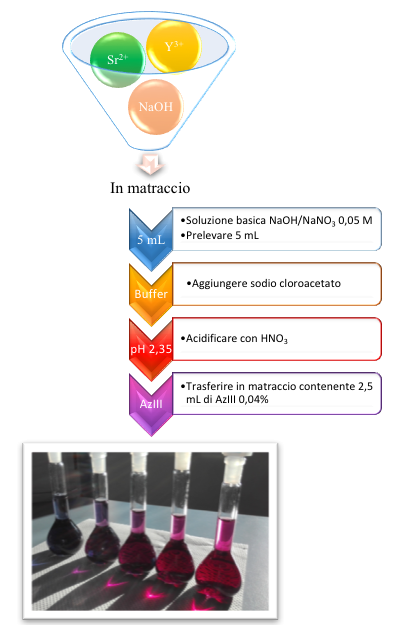 Sr²⁺
Y³⁺
NaOH
In matraccio
5 mL
•Soluzione basica NaOH/NaNO₃ 0,05 M
•Prelevare 5 mL
Buffer
•Aggiungere sodio cloroacetato
pH 2,35
•Acidificare con HNO₃
AzIII
•Trasferire in matraccio contenente 2,5
mL di AzIII 0,04%